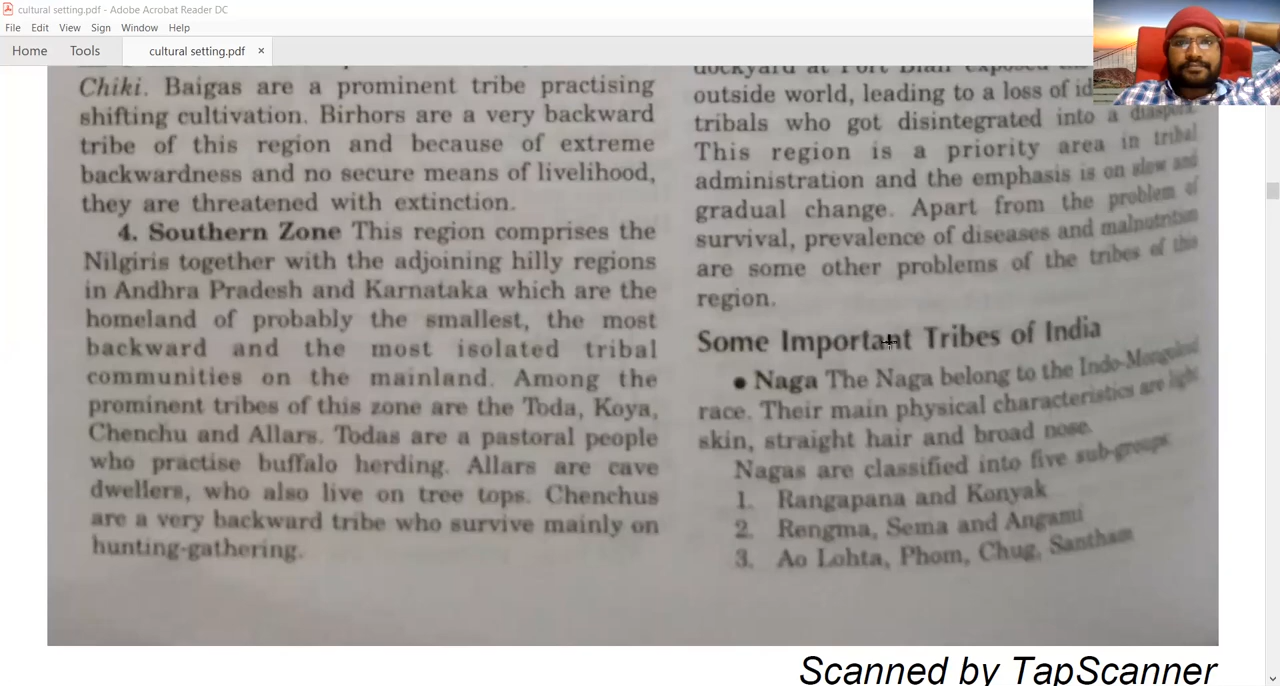 cultural setting.pdf - Adobe Acrobat Reader DC
File Edit View Sign Window Help
Home Tools cultural setting.pdf ×
Chiki. Baigas are a prominent tribe practising
shifting cultivation. Birhors are a very backward
tribe of this region and because of extreme
backwardness and no secure means of livelihood,
they are threatened with extinction.
4. Southern Zone This region comprises the
Nilgiris together with the adjoining hilly regions
in Andhra Pradesh and Karnataka which are the
homeland of probably the smallest, the most
backward and the most isolated tribal
communities on the mainland. Among the
prominent tribes of this zone are the Toda, Koya,
Chenchu and Allars. Todas are a pastoral people
who practise buffalo herding. Allars are cave
dwellers, who also live on tree tops. Chenchus
are a very backward tribe who survive mainly on
hunting-gathering.
dockyard at Port Blair exposed
outside world, leading to a loss of
tribals who got disintegrated into a diaspora.
This region is a priority area in tribal
administration and the emphasis is on slow and
gradual change. Apart from the problem of
survival, prevalence of diseases and malnutrition
are some other problems of the tribes of this
region.
Some Important Tribes of India
• Naga The Naga belong to the Indo-Mongoloid
race. Their main physical characteristics are light
skin, straight hair and broad nose.
Nagas are classified into five sub-groups
1. Rangapana and Konyak
2. Rengma, Sema and Angami
3. Ao Lohta, Phom, Chug, Santham
Scanned by TapScanner